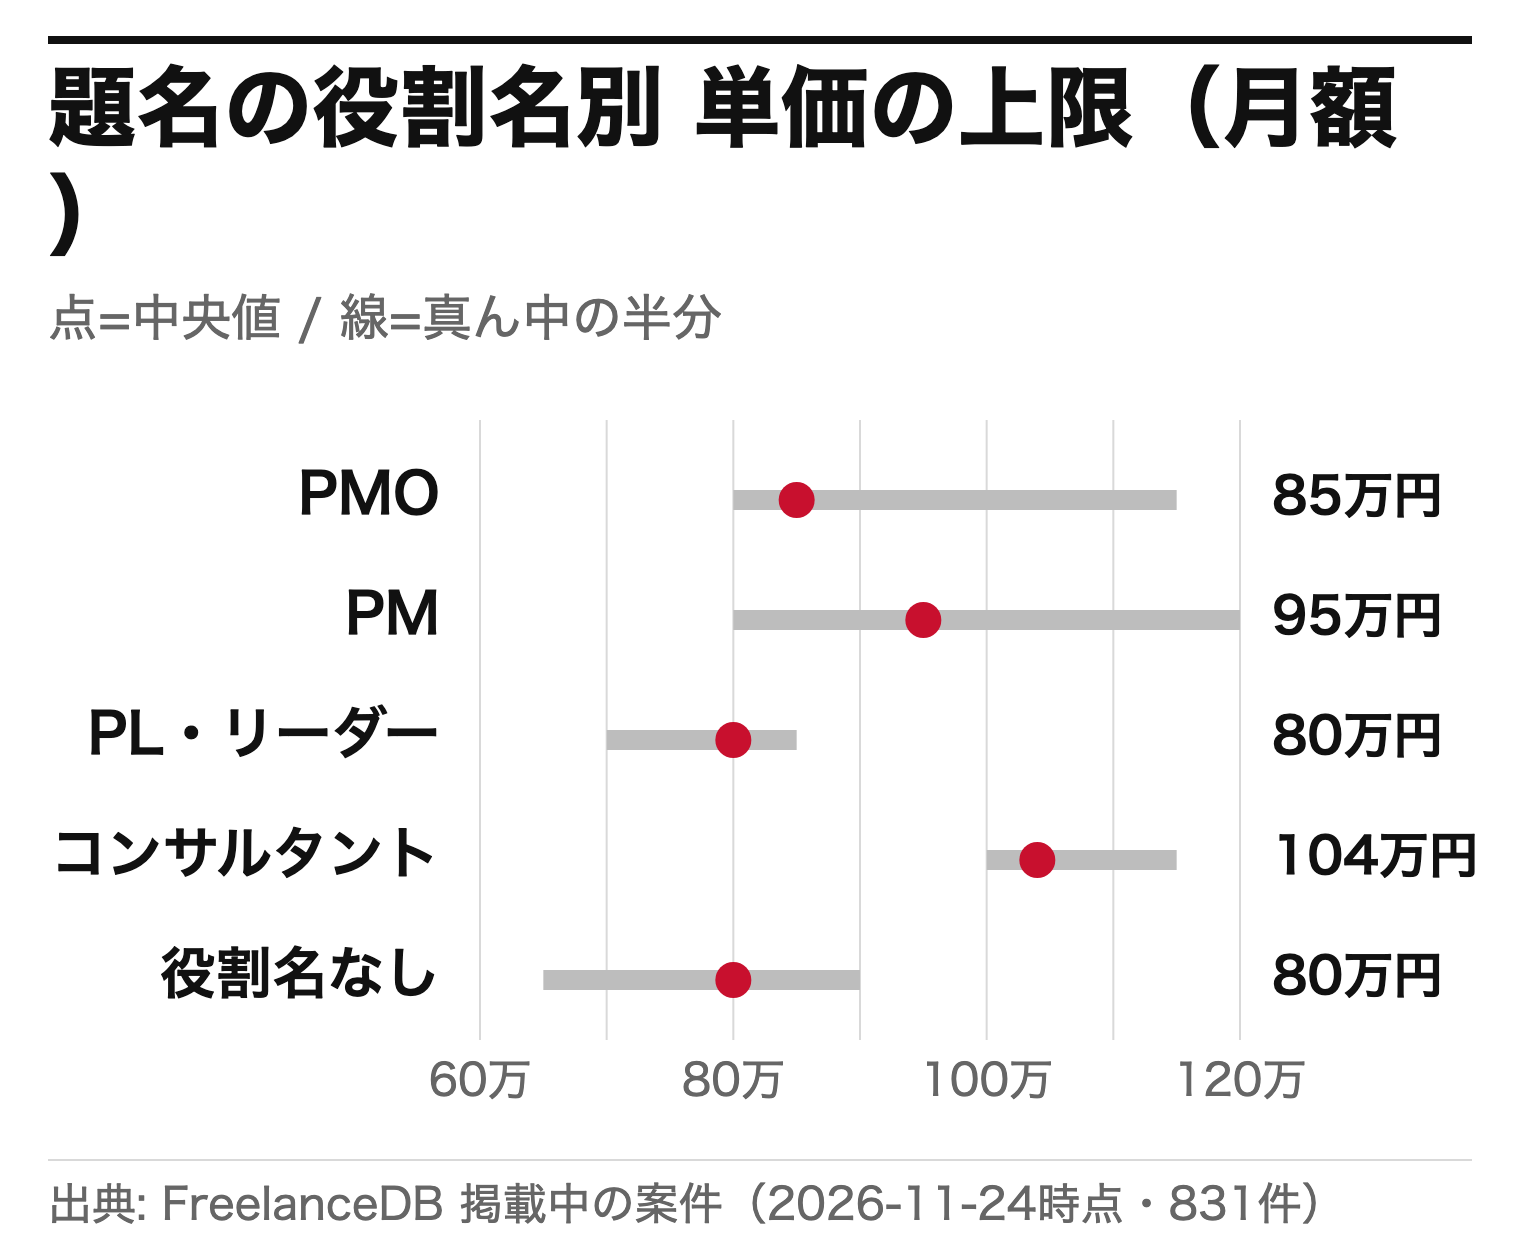 題名の役割名別 単価の上限（月額
）
点=中央値 / 線=真ん中の半分
PMO 85万円
PM 95万円
PL・リーダー 80万円
コンサルタント 104万円
役割名なし 80万円
60万 80万 100万 120万
出典: FreelanceDB 掲載中の案件（2026-11-24時点・831件）